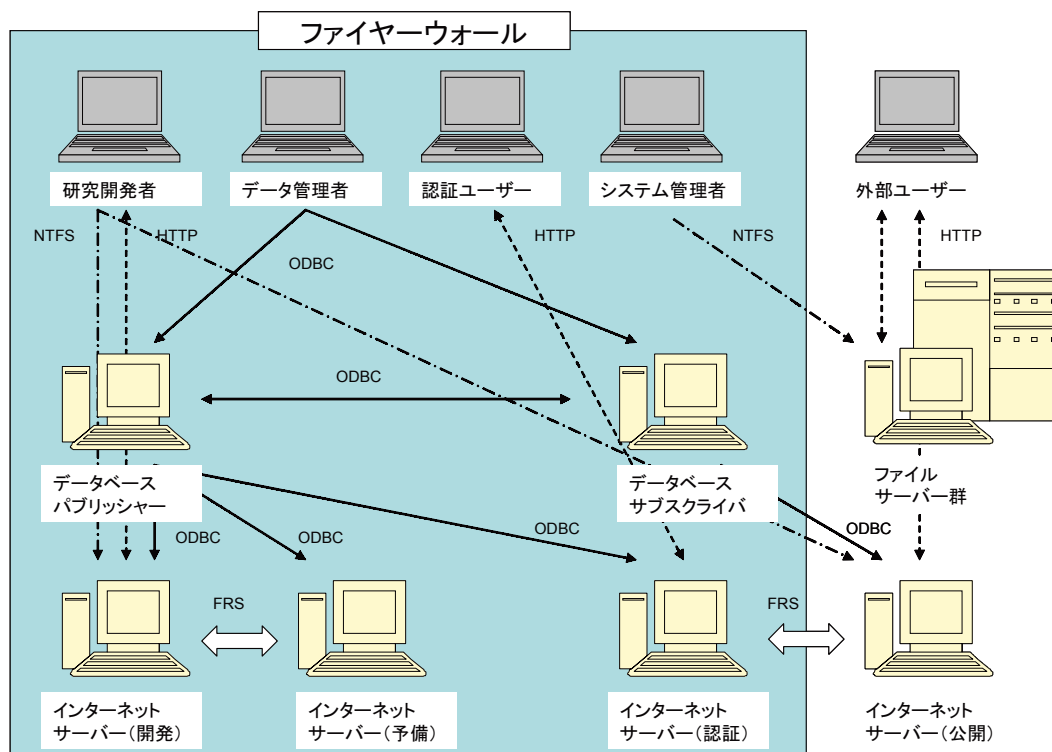 ファイヤーウォール
研究開発者
データ管理者
認証ユーザー
システム管理者
外部ユーザー
NTFS
HTTP
ODBC
HTTP
NTFS
HTTP
ODBC
データベース
パブリッシャー
データベース
サブスクライバ
ファイル
サーバー群
ODBC
ODBC
ODBC
ODBC
FRS
FRS
インターネット
サーバー(開発)
インターネット
サーバー(予備)
インターネット
サーバー(認証)
インターネット
サーバー(公開)